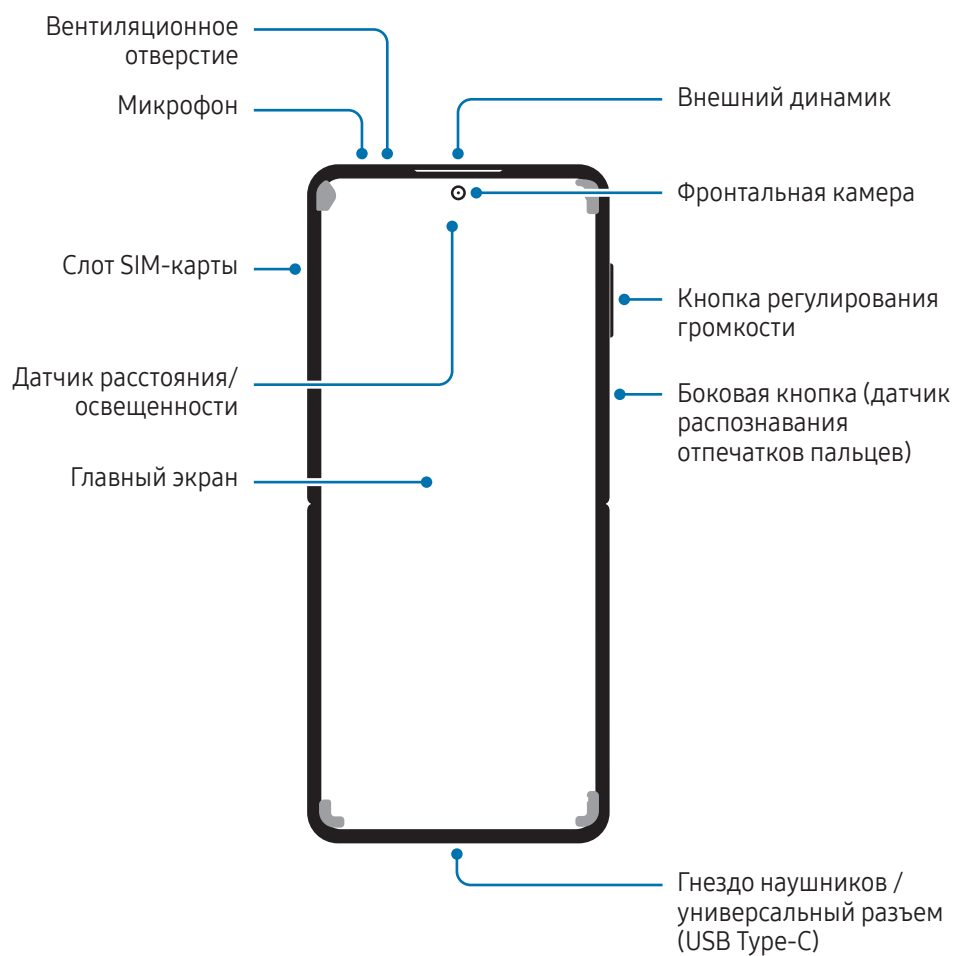 Вентиляционное
отверстие
Микрофон
Слот SIM-карты
Датчик расстояния/
освещенности
Главный экран
Внешний динамик
Фронтальная камера
Кнопка регулирования
громкости
Боковая кнопка (датчик
распознавания
отпечатков пальцев)
Гнездо наушников /
универсальный разъем
(USB Type-C)